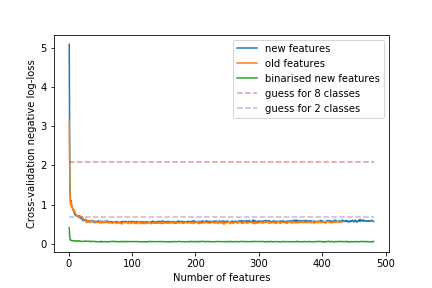 new features
old features
binarised new features
guess for 8 classes
guess for 2 classes
Cross-validation negative log-loss
5
4
3
2
1
0
0 100 200 300 400 500
Number of features